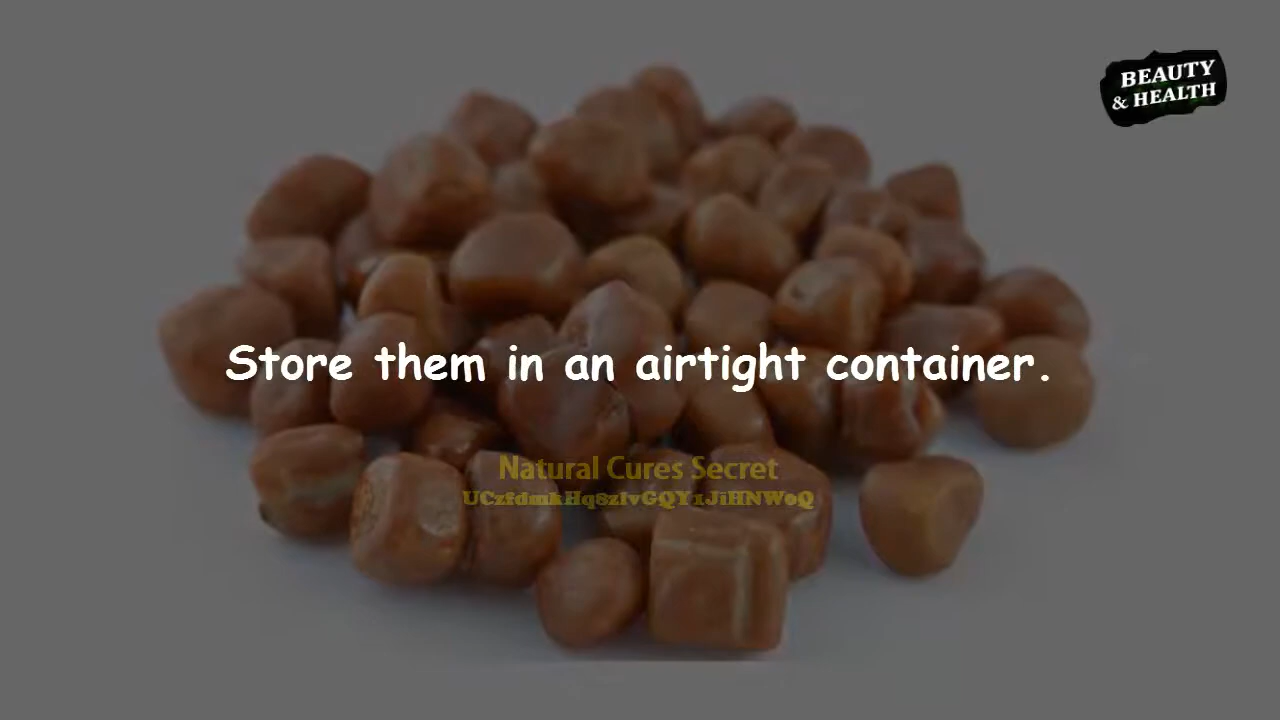 BEAUTY
& HEALTH
Store them in an airtight container.
Natural Cures Secret